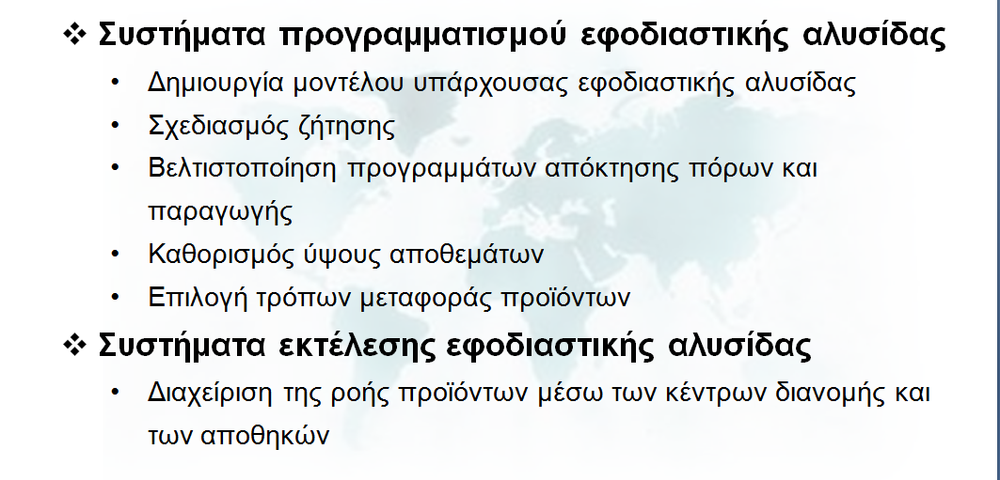 ❖ Συστήματα προγραμματισμού εφοδιαστικής αλυσίδας
• Δημιουργία μοντέλου υπάρχουσας εφοδιαστικής αλυσίδας
• Σχεδιασμός ζήτησης
• Βελτιστοποίηση προγραμμάτων απόκτησης πόρων και
παραγωγής
• Καθορισμός ύψους αποθεμάτων
• Επιλογή τρόπων μεταφοράς προϊόντων
❖ Συστήματα εκτέλεσης εφοδιαστικής αλυσίδας
• Διαχείριση της ροής προϊόντων μέσω των κέντρων διανομής και
των αποθηκών